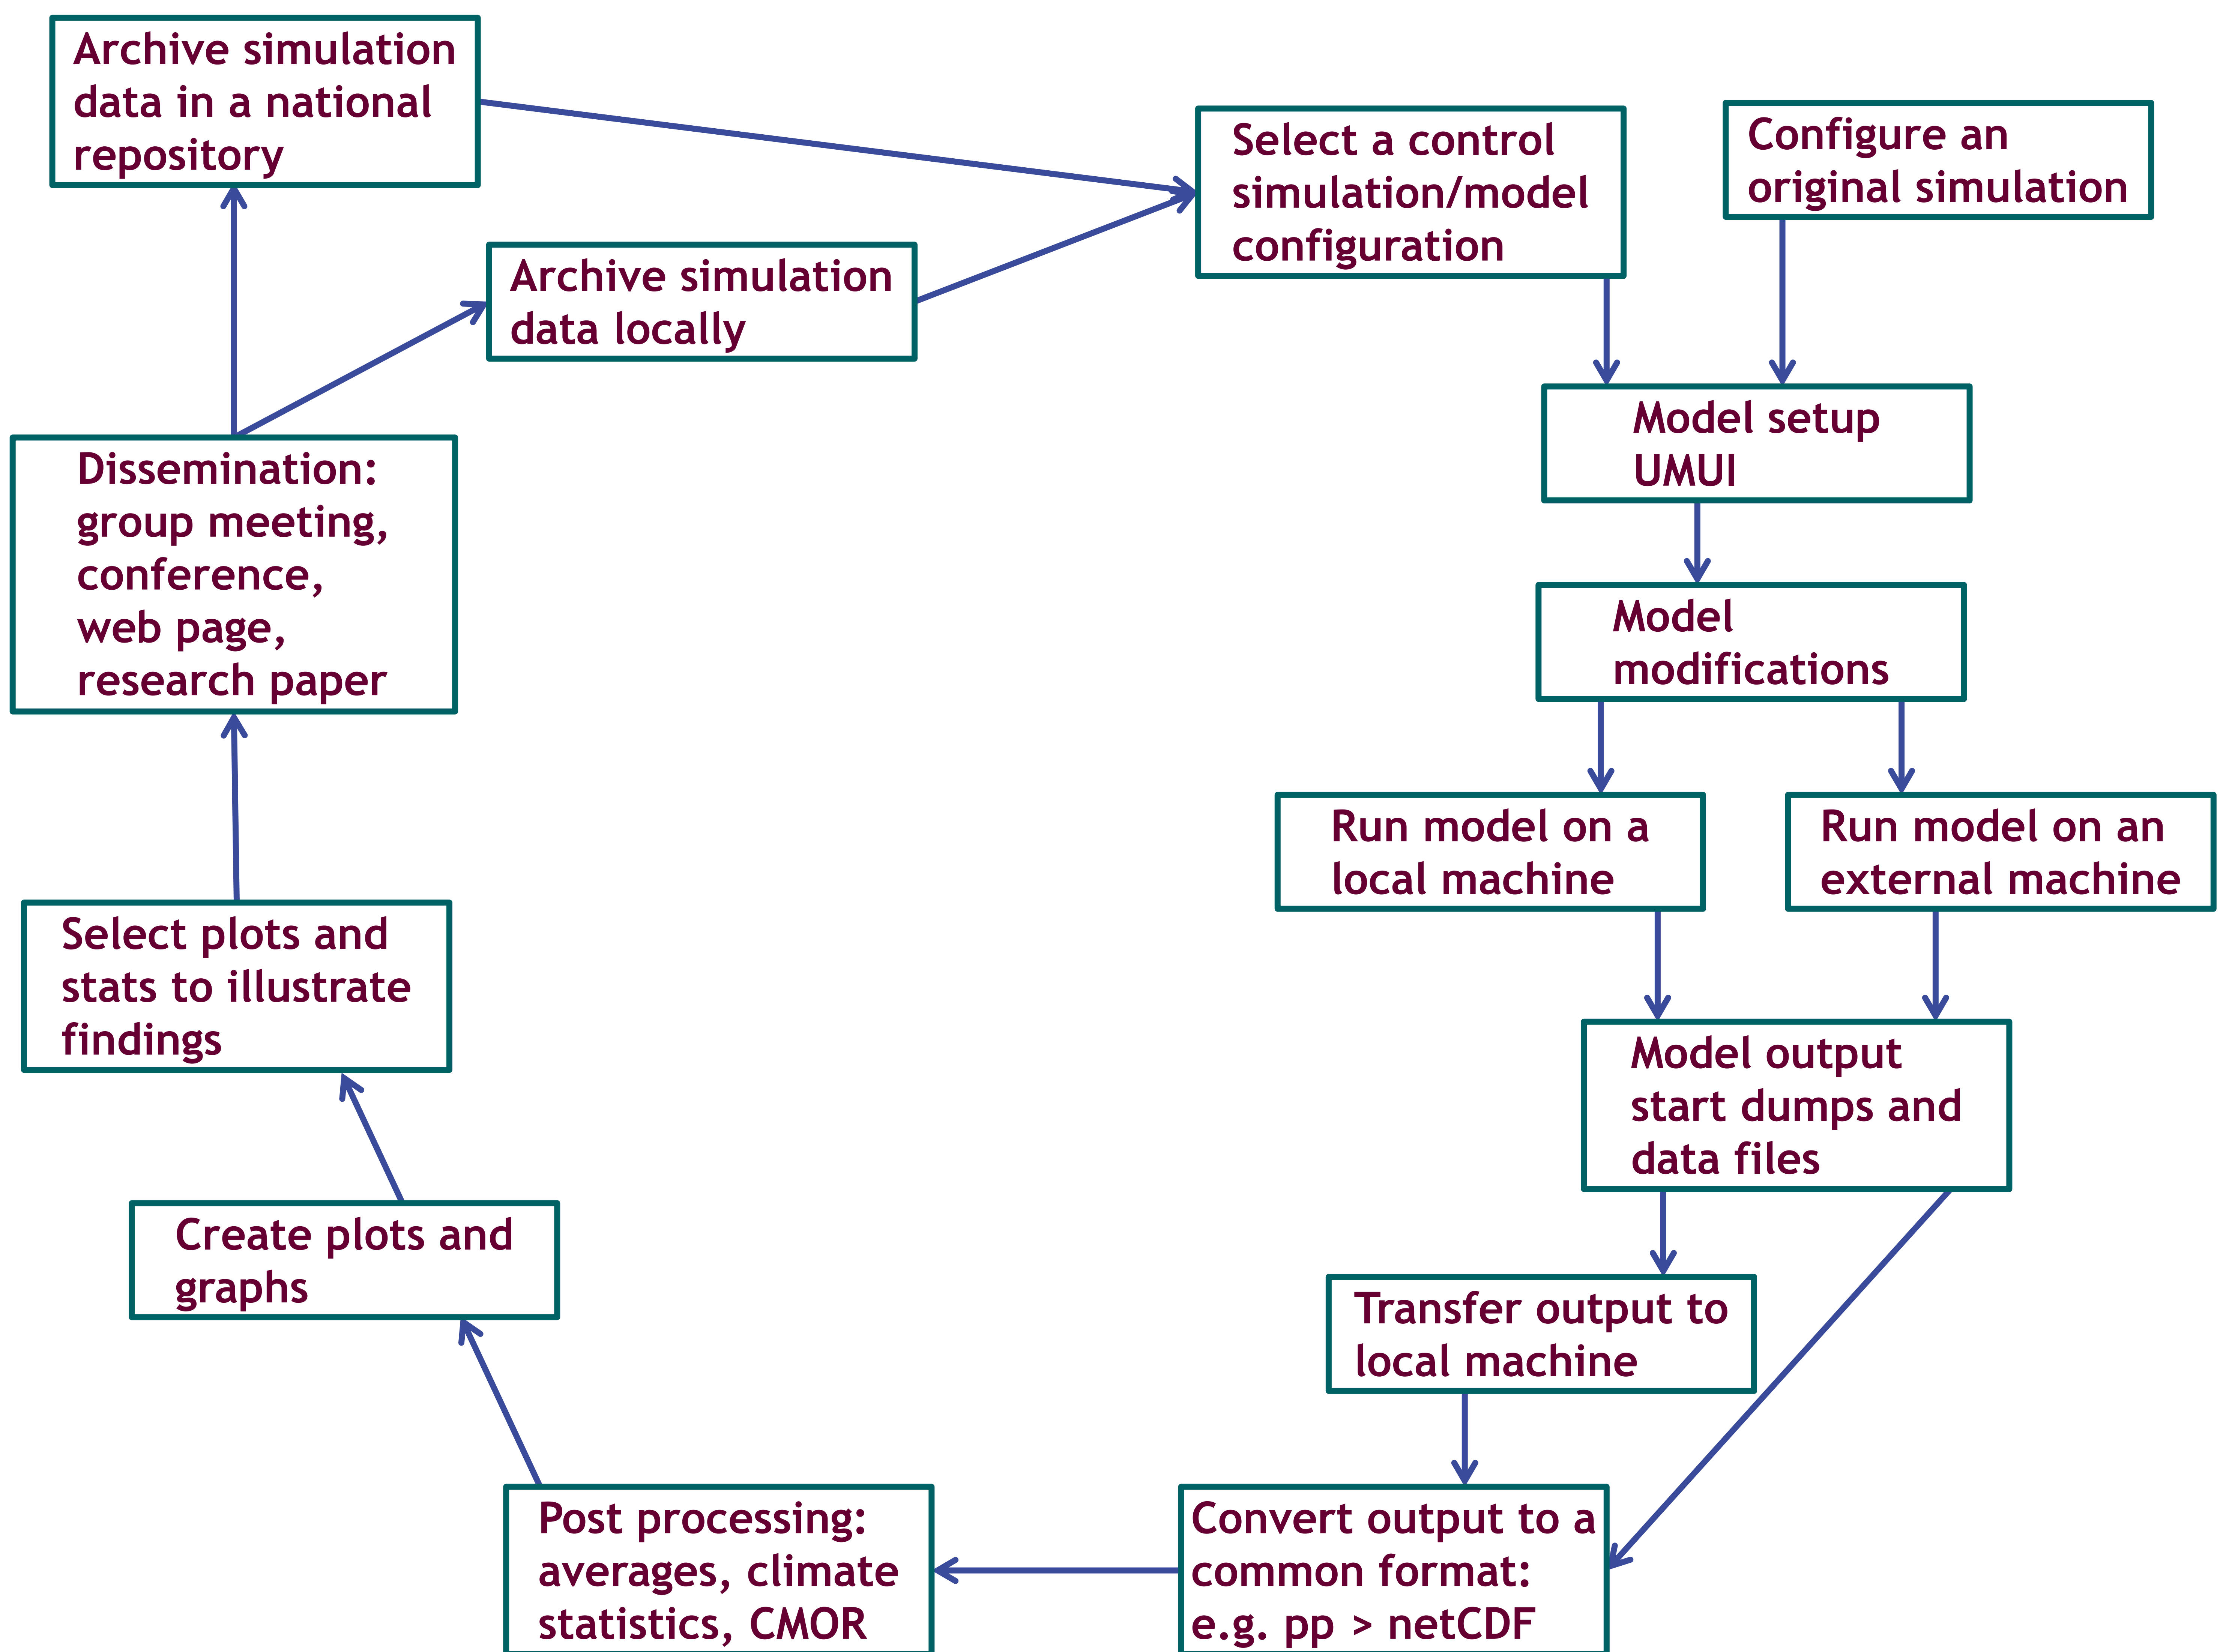 Archive simulation
data in a national
repository
Select a control
simulation/model
configuration
Configure an
original simulation
Archive simulation
data locally
Model setup
UMUI
Dissemination:
group meeting,
conference,
web page,
research paper
Model
modifications
Run model on a
local machine
Run model on an
external machine
Select plots and
stats to illustrate
findings
Model output
start dumps and
data files
Create plots and
graphs
Transfer output to
local machine
Post processing:
averages, climate
statistics, CMOR
Convert output to a
common format:
e.g. pp > netCDF